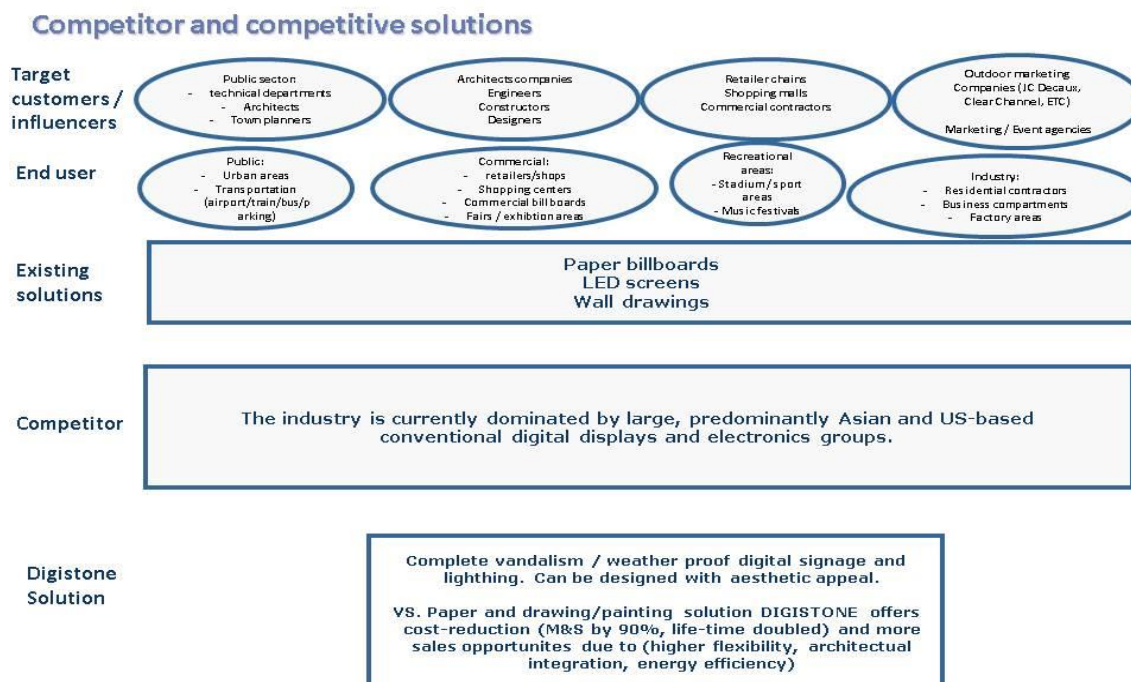 Competitor and competitive solutions
Target
customers /
influencers
Public sector:
- technical departments
- Architects
- Town planners
Architects companies
Engineers
Constructors
Designers
Retailer chains
Shopping malls
Commercial contractors
Outdoor marketing
Companies (JC Decaux,
Clear Channel, ETC)
Marketing / Event agencies
End user
Public:
- Urban areas
- Transportation
(airport/train/bus/p
arking)
Commercial:
- retailers/shops
- Shopping centers
- Commercial bill boards
- Fairs / exhibition areas
Recreational
areas:
- Stadium / sport
areas
- Music festivals
Industry:
- Residential contractors
- Business compartments
- Factory areas
Existing
solutions
Paper billboards
LED screens
Wall drawings
Competitor
The industry is currently dominated by large, predominantly Asian and US-based
conventional digital displays and electronics groups.
Digistone
Solution
Complete vandalism / weather proof digital signage and
lighthing. Can be designed with aesthetic appeal.
VS. Paper and drawing/painting solution DIGISTONE offers
cost-reduction (M&S by 90%, life-time doubled) and more
sales opportunites due to (higher flexibility, architectual
integration, energy efficiency)